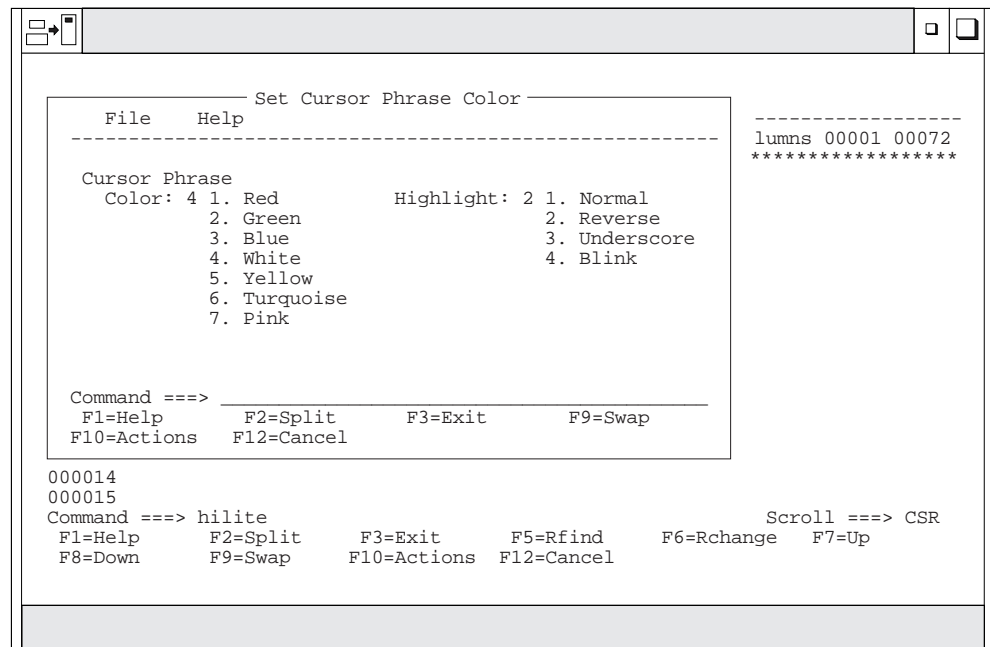 Set Cursor Phrase Color
File Help
------------------
--------------------------------------------------------
lumns 00001 00072
******************
Cursor Phrase
Color: 4 1. Red Highlight: 2 1. Normal
2. Green 2. Reverse
3. Blue 3. Underscore
4. White 4. Blink
5. Yellow
6. Turquoise
7. Pink
Command ===> __________________________________________
F1=Help F2=Split F3=Exit F9=Swap
F10=Actions F12=Cancel
000014
000015
Command ===> hilite Scroll ===> CSR
F1=Help F2=Split F3=Exit F5=Rfind F6=Rchange F7=Up
F8=Down F9=Swap F10=Actions F12=Cancel